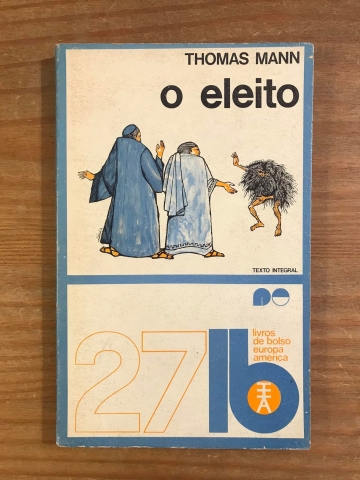 THOMAS MANN
o eleito
TEXTO INTEGRAL
27
lb
livros
de bolso
europa
américa